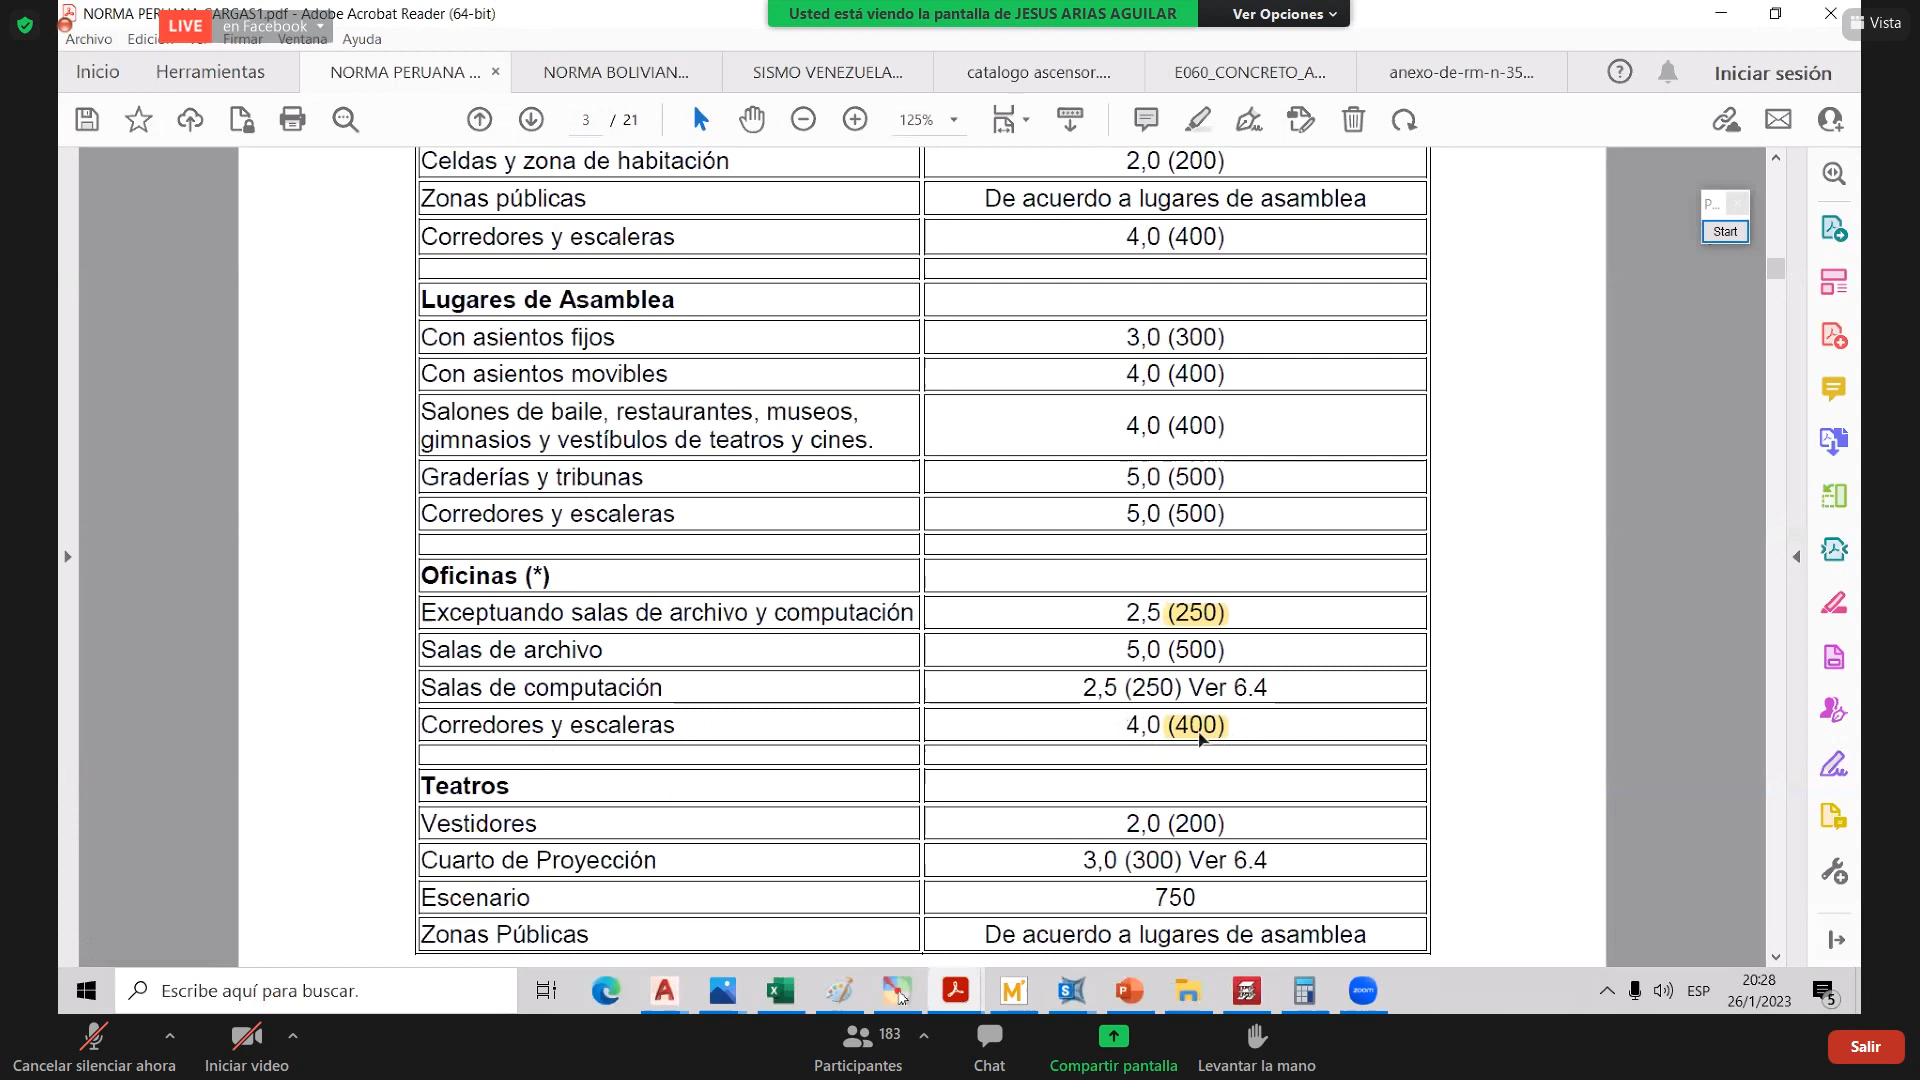 NORMA PERUANA CARGAS1.pdf - Adobe Acrobat Reader (64-bit)
Usted está viendo la pantalla de JESUS ARIAS AGUILAR
Ver Opciones
Vista
LIVE
en Facebook
Archivo Edición Ver Firmar Ventana Ayuda
Inicio
Herramientas
NORMA PERUANA ...
NORMA BOLIVIAN...
SISMO VENEZUELA...
catalogo ascensor....
E060_CONCRETO_A...
anexo-de-rm-n-35...
Iniciar sesión
3 / 21
125%
P...
Start
Celdas y zona de habitación 2,0 (200)
Zonas públicas De acuerdo a lugares de asamblea
Corredores y escaleras 4,0 (400)
Lugares de Asamblea
Con asientos fijos 3,0 (300)
Con asientos movibles 4,0 (400)
Salones de baile, restaurantes, museos,
gimnasios y vestíbulos de teatros y cines. 4,0 (400)
Graderías y tribunas 5,0 (500)
Corredores y escaleras 5,0 (500)
Oficinas (*)
Exceptuando salas de archivo y computación 2,5 (250)
Salas de archivo 5,0 (500)
Salas de computación 2,5 (250) Ver 6.4
Corredores y escaleras 4,0 (400)
Teatros
Vestidores 2,0 (200)
Cuarto de Proyección 3,0 (300) Ver 6.4
Escenario 750
Zonas Públicas De acuerdo a lugares de asamblea
Escribe aquí para buscar.
zoom
ESP
20:28
26/1/2023
5
Cancelar silenciar ahora
Iniciar video
183
Participantes
Chat
Compartir pantalla
Levantar la mano
Salir